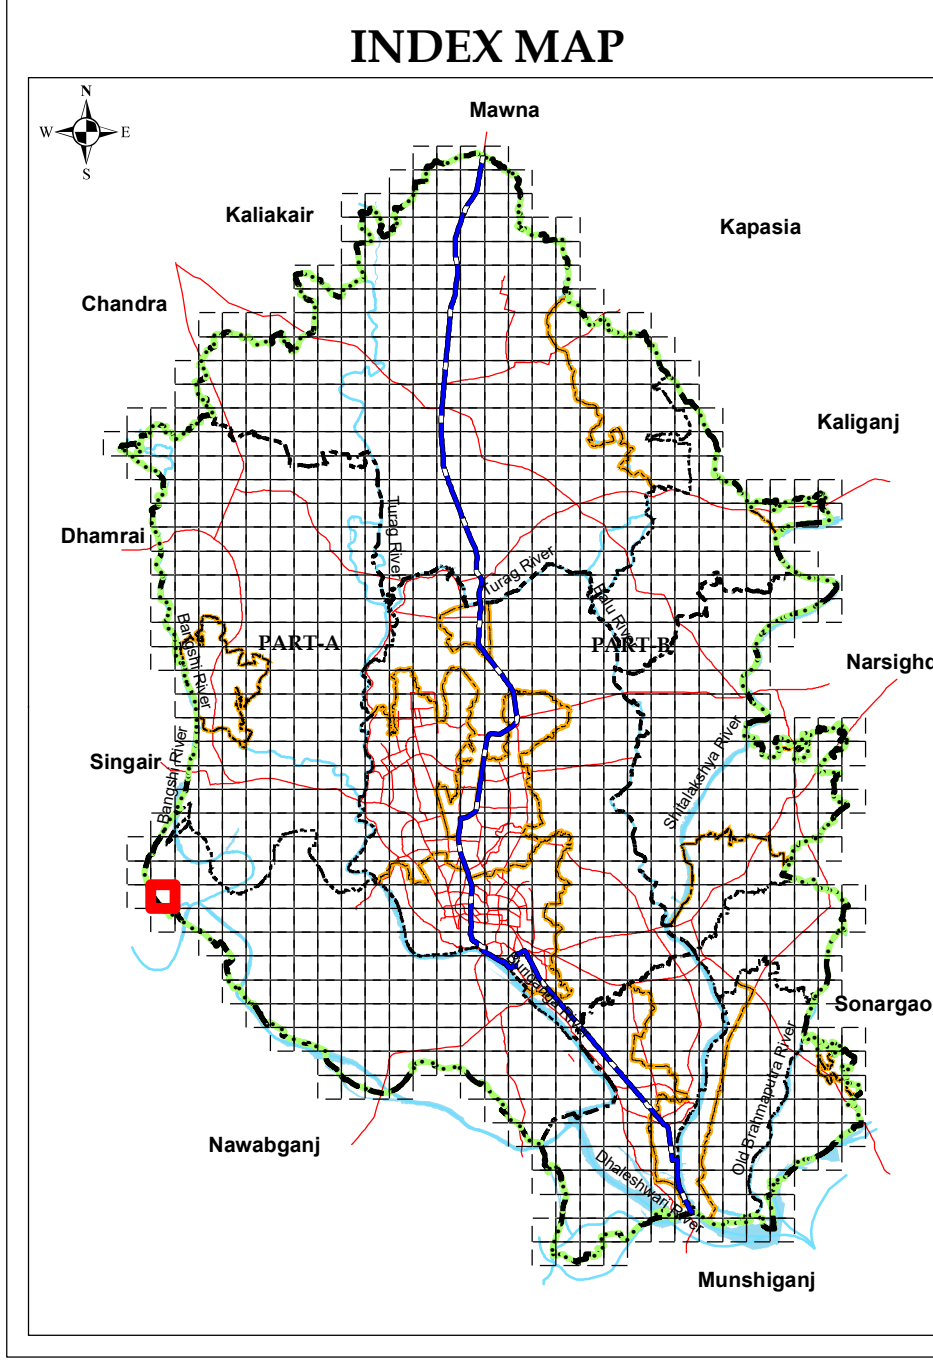 INDEX MAP
N
W E
S
Mawna
Kaliakair
Kapasia
Chandra
Kaliganj
Dhamrai
Turag River
Turag River
Balu River
Bangshi River
PART-A
PART-B
Narsighd
Shitalakshya River
Singair
Bangshi River
Buriganga River
Sonargao
Old Brahmaputra River
Nawabganj
Dhaleshwari River
Munshiganj